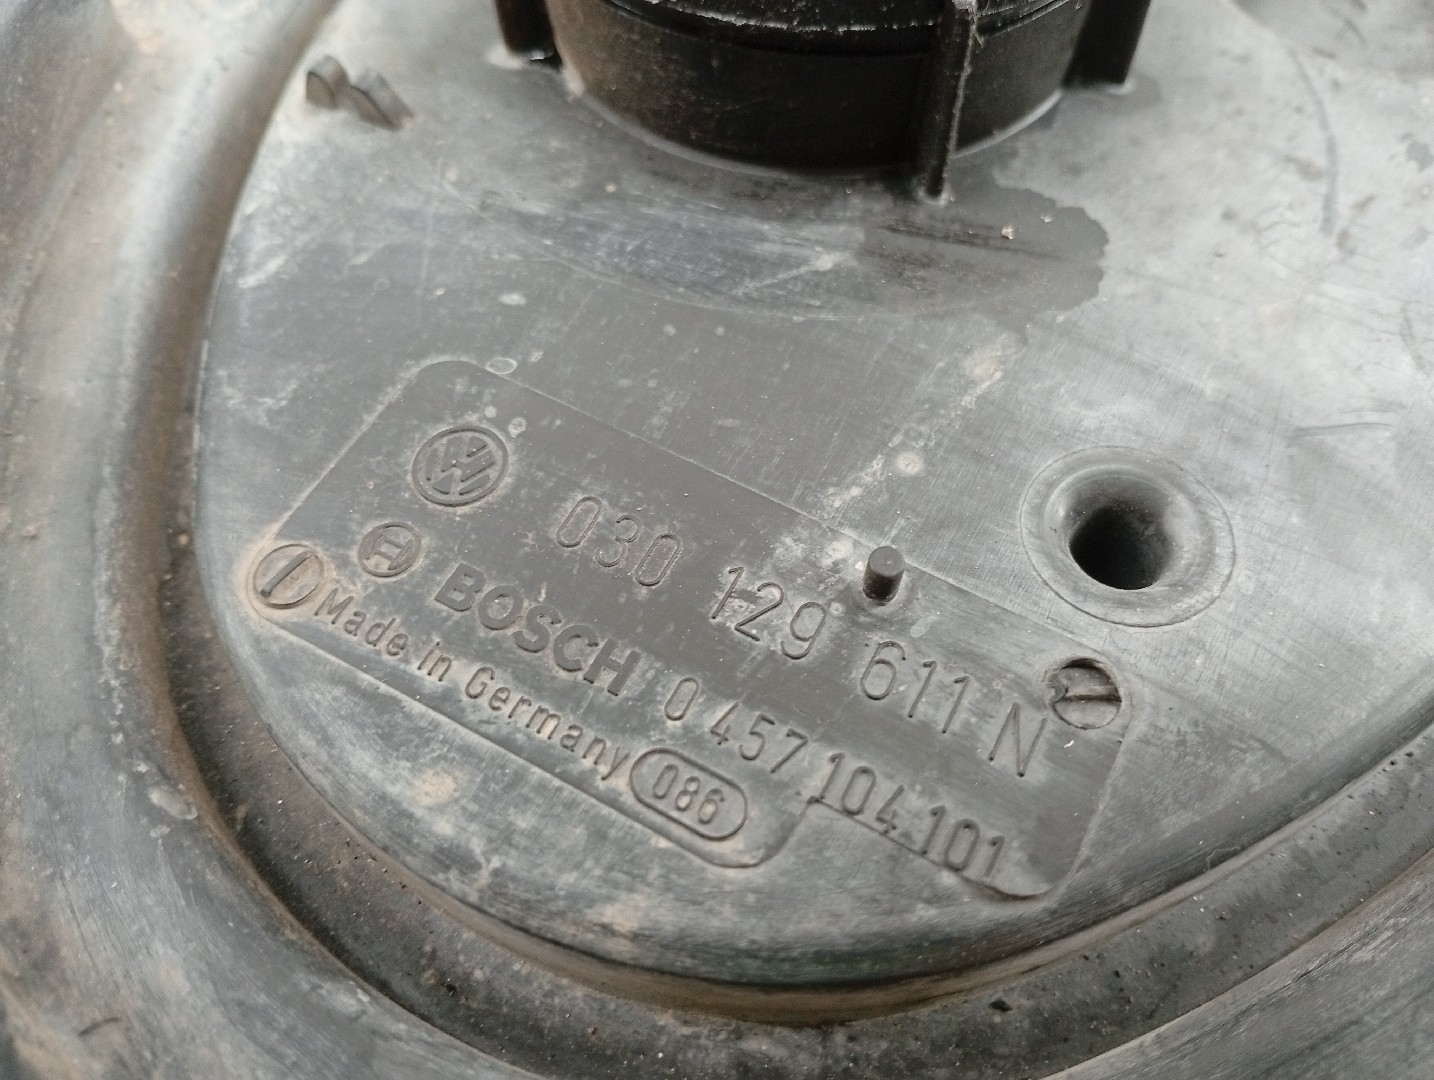 030 129 611 N
BOSCH 0 457 104 101
Made in Germany 086